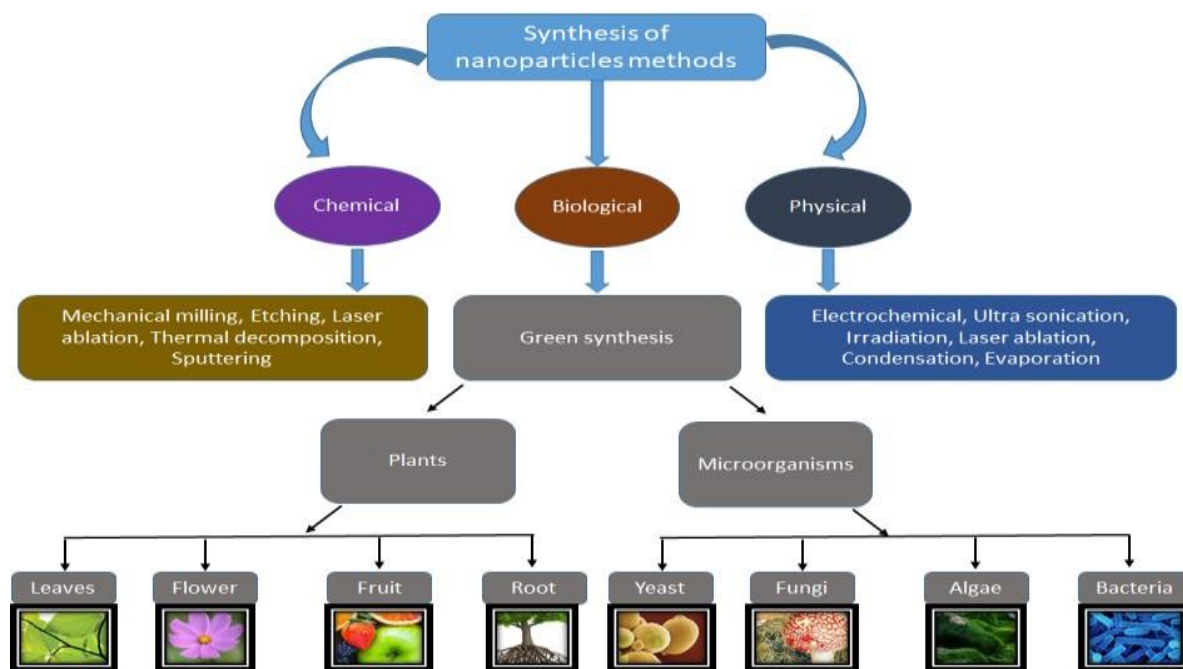 Synthesis of
nanoparticles methods
Chemical
Biological
Physical
Mechanical milling, Etching, Laser
ablation, Thermal decomposition,
Sputtering
Green synthesis
Electrochemical, Ultra sonication,
Irradiation, Laser ablation,
Condensation, Evaporation
Plants
Microorganisms
Leaves
Flower
Fruit
Root
Yeast
Fungi
Algae
Bacteria